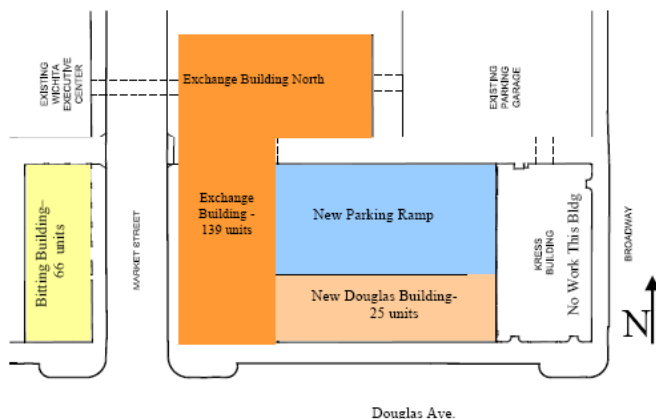 EXISTING
WICHITA
EXECUTIVE
CENTER
Exchange Building North
EXISTING
PARKING
GARAGE
Bitting Building–
66 units
MARKET STREET
Exchange
Building -
139 units
New Parking Ramp
New Douglas Building-
25 units
KRESS
BUILDING
No Work This Bldg
BROADWAY
N
Douglas Ave.